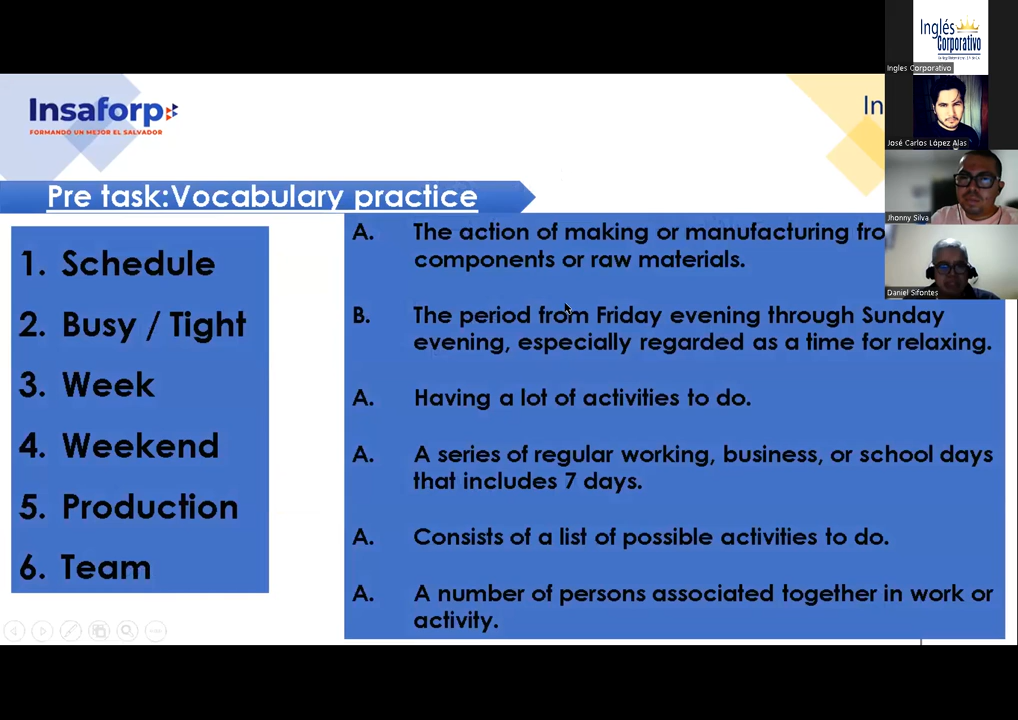 Inglés
Corporativo
Ingles Corporativo
Insaforp
FORMANDO UN MEJOR EL SALVADOR
In
José Carlos López Alas
Pre task:Vocabulary practice
Jhonny Silva
1. Schedule
2. Busy / Tight
3. Week
4. Weekend
5. Production
6. Team
A. The action of making or manufacturing fro
components or raw materials.
Daniel Sifontes
B. The period from Friday evening through Sunday
evening, especially regarded as a time for relaxing.
A. Having a lot of activities to do.
A. A series of regular working, business, or school days
that includes 7 days.
A. Consists of a list of possible activities to do.
A. A number of persons associated together in work or
activity.